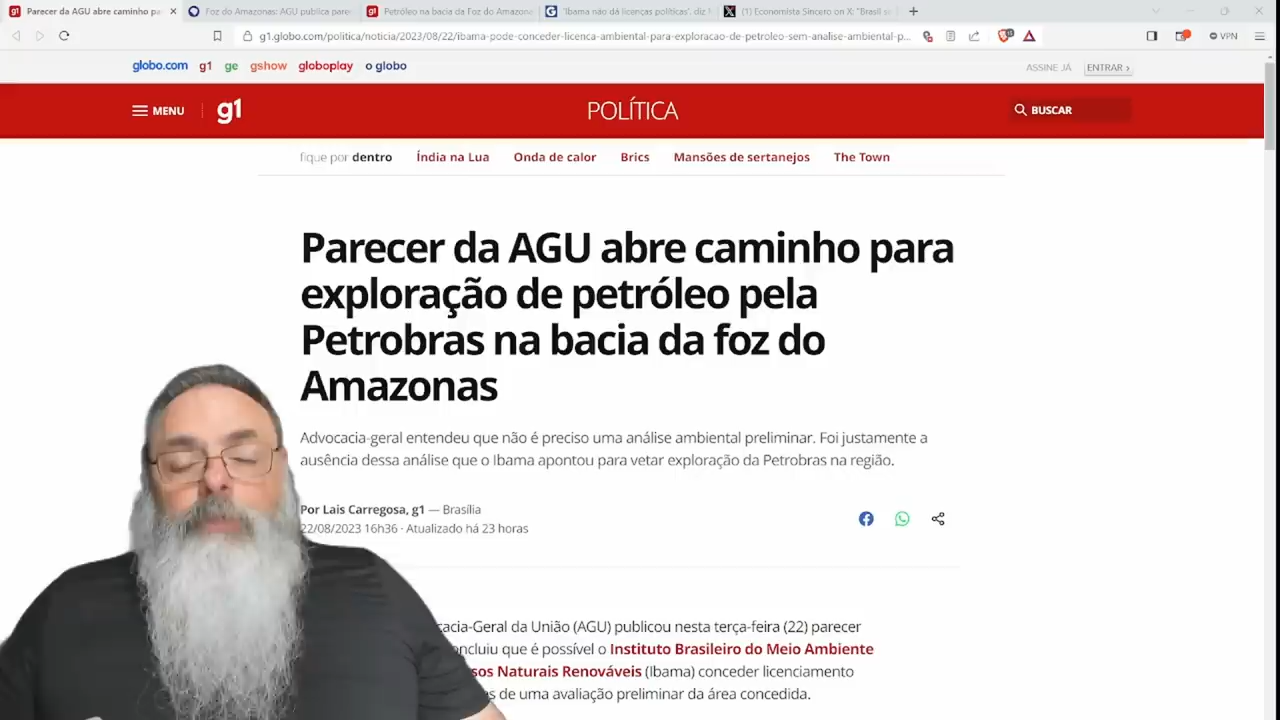 Parecer da AGU abre caminho pa
Foz do Amazonas: AGU publica parec
Petróleo na bacia da Foz do Amazona
'Ibama não dá licenças políticas', diz
(1) Economista Sincero on X: "Brasil s
g1.globo.com/politica/noticia/2023/08/22/ibama-pode-conceder-licenca-ambiental-para-exploracao-de-petroleo-sem-analise-ambiental-p...
VPN
globo.com g1 ge gshow globoplay o globo
ASSINE JÁ ENTRAR ›
MENU g1 POLÍTICA BUSCAR
fique por dentro Índia na Lua Onda de calor Brics Mansões de sertanejos The Town
Parecer da AGU abre caminho para
exploração de petróleo pela
Petrobras na bacia da foz do
Amazonas
Advocacia-geral entendeu que não é preciso uma análise ambiental preliminar. Foi justamente a
ausência dessa análise que o Ibama apontou para vetar exploração da Petrobras na região.
Por Lais Carregosa, g1 — Brasília
22/08/2023 16h36 · Atualizado há 23 horas
cacia-Geral da União (AGU) publicou nesta terça-feira (22) parecer
ncluiu que é possível o Instituto Brasileiro do Meio Ambiente
sos Naturais Renováveis (Ibama) conceder licenciamento
s de uma avaliação preliminar da área concedida.